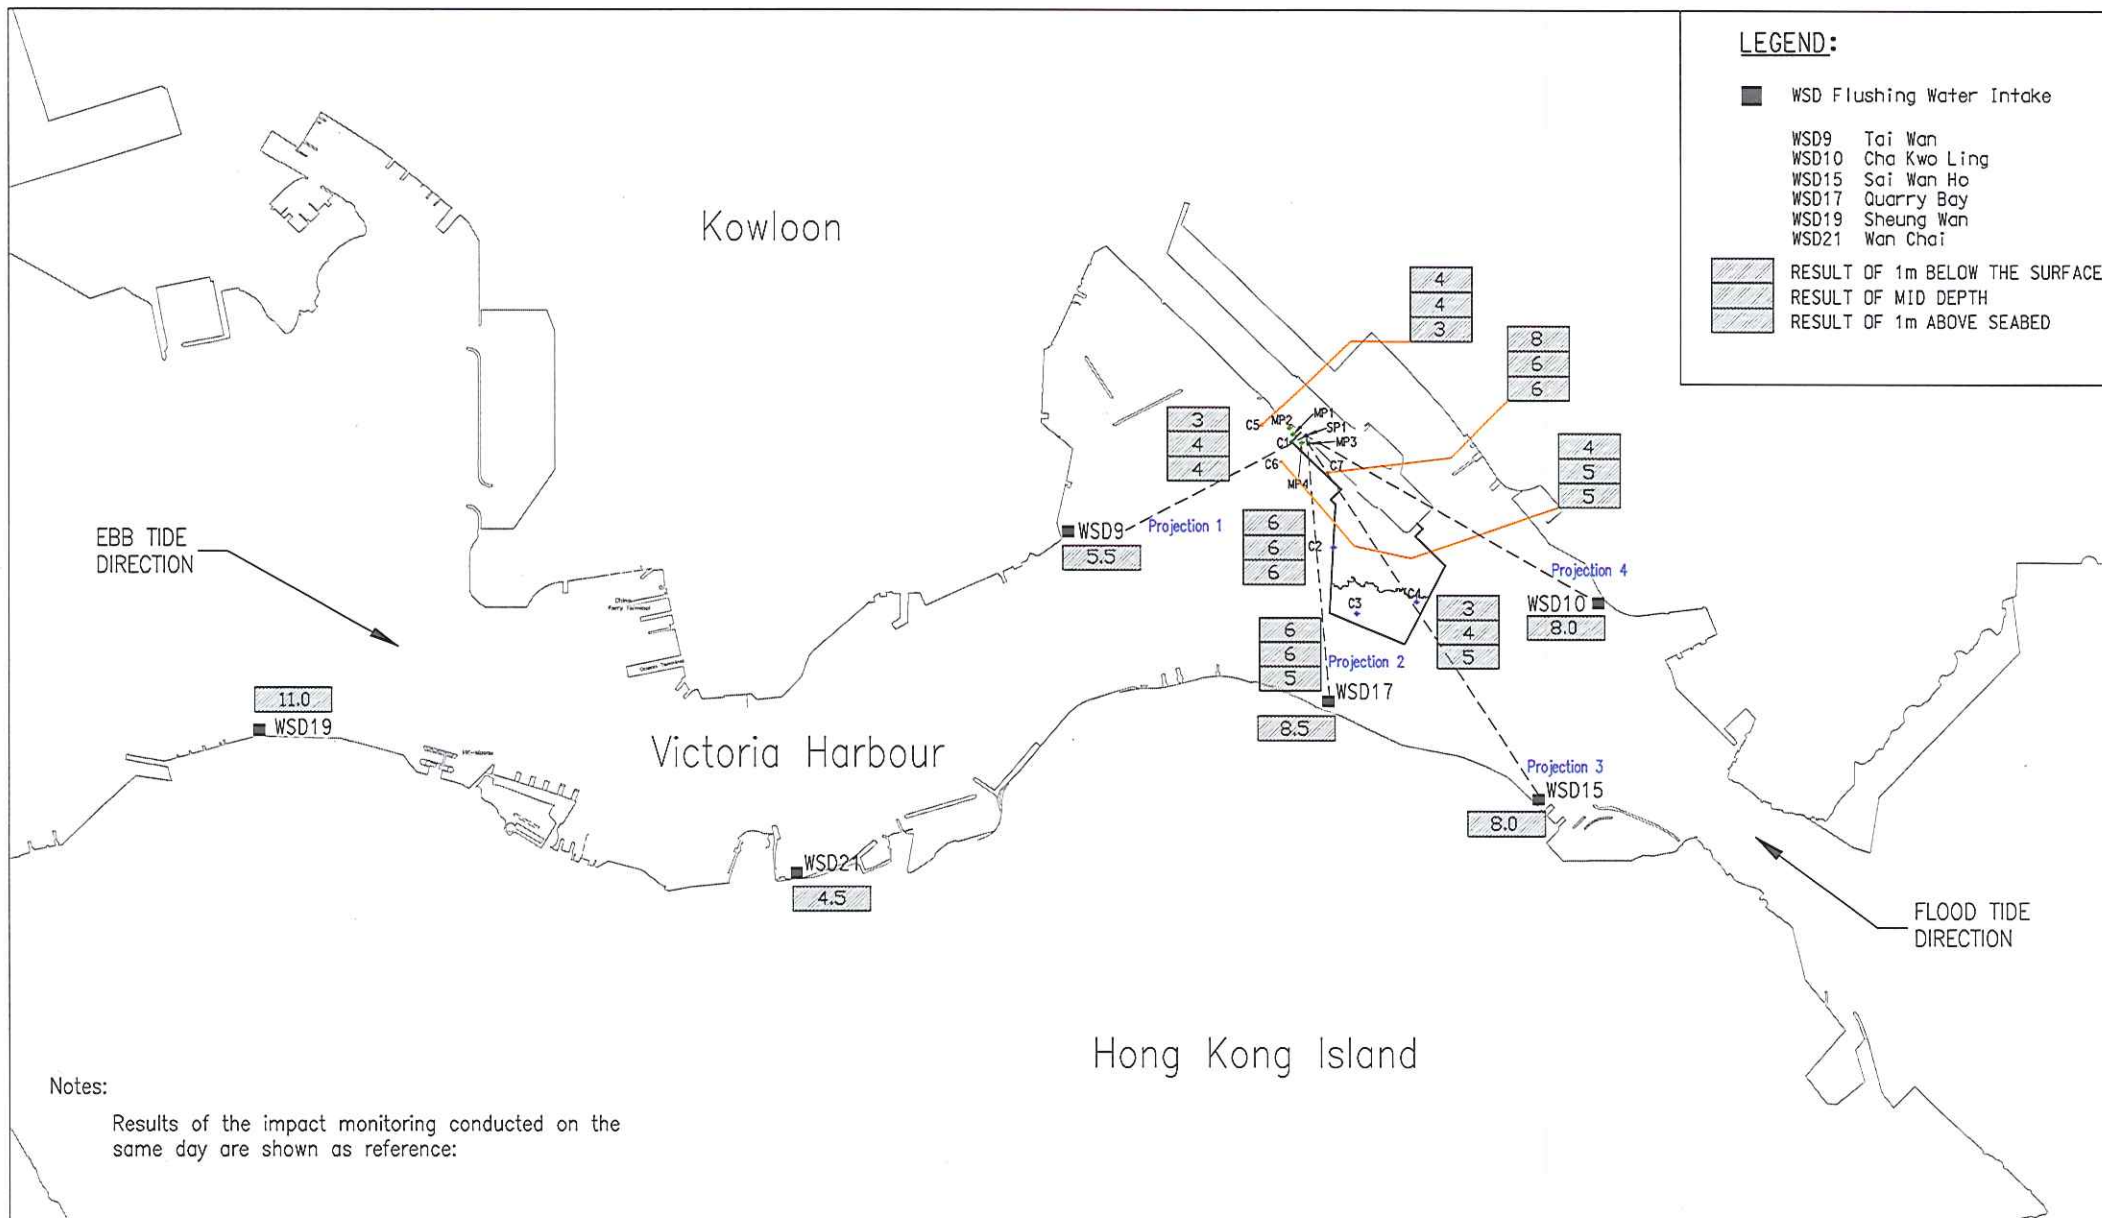 LEGEND:
WSD Flushing Water Intake
WSD9 Tai Wan
WSD10 Cha Kwo Ling
WSD15 Sai Wan Ho
WSD17 Quarry Bay
WSD19 Sheung Wan
WSD21 Wan Chai
RESULT OF 1m BELOW THE SURFACE
RESULT OF MID DEPTH
RESULT OF 1m ABOVE SEABED
Kowloon
4
4
3
8
6
6
3
4
4
C5
MP2
MP1
SP1
C1
MP3
C6
C7
MP4
4
5
5
WSD9
Projection 1
5.5
6
6
6
C2
EBB TIDE
DIRECTION
Projection 4
WSD10
8.0
China
Ferry Terminal
Ocean Terminal
C3
C4
3
4
5
6
6
5
Projection 2
WSD17
8.5
11.0
WSD19
Victoria Harbour
Projection 3
WSD15
8.0
WSD21
4.5
FLOOD TIDE
DIRECTION
Hong Kong Island
Notes:
Results of the impact monitoring conducted on the
same day are shown as reference: